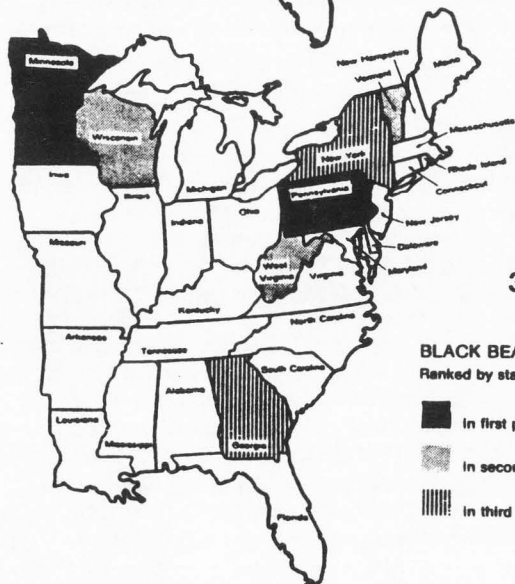 New Hampshire
Vermont
Maine
Minnesota
Wisconsin
Massachusetts
New York
Rhode Island
Connecticut
Michigan
Pennsylvania
Iowa
Illinois
Indiana
Ohio
New Jersey
Delaware
Maryland
West
Virginia
Virginia
Missouri
Kentucky
North Carolina
Tennessee
Arkansas
South Carolina
Alabama
Georgia
Mississippi
Louisiana
Florida
3
BLACK BEA
Ranked by sta
In first p
In secon
In third